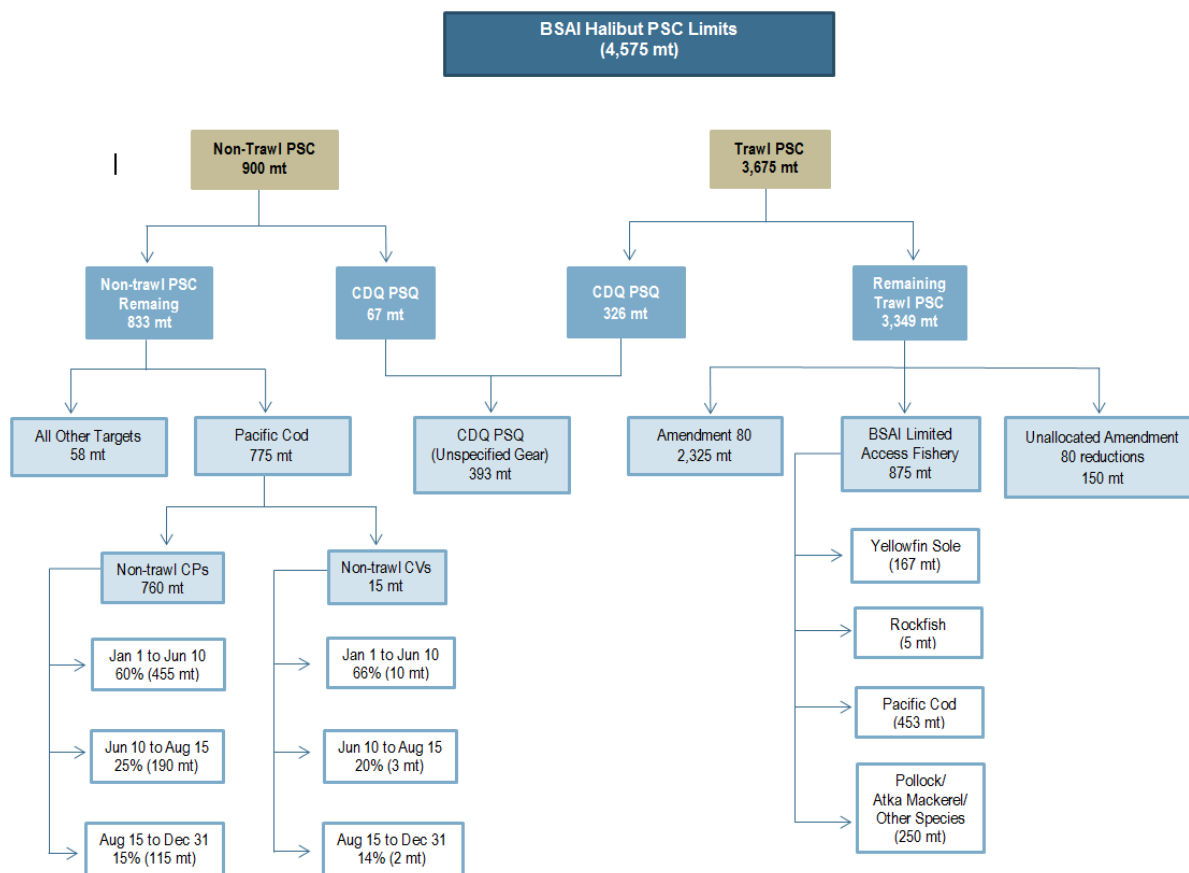 BSAI Halibut PSC Limits
(4,575 mt)
Non-Trawl PSC
900 mt
Trawl PSC
3,675 mt
Non-trawl PSC
Remaing
833 mt
CDQ PSQ
67 mt
CDQ PSQ
326 mt
Remaining
Trawl PSC
3,349 mt
All Other Targets
58 mt
Pacific Cod
775 mt
CDQ PSQ
(Unspecified Gear)
393 mt
Amendment 80
2,325 mt
BSAI Limited
Access Fishery
875 mt
Unallocated Amendment
80 reductions
150 mt
Non-trawl CPs
760 mt
Non-trawl CVs
15 mt
Jan 1 to Jun 10
60% (455 mt)
Jun 10 to Aug 15
25% (190 mt)
Aug 15 to Dec 31
15% (115 mt)
Jan 1 to Jun 10
66% (10 mt)
Jun 10 to Aug 15
20% (3 mt)
Aug 15 to Dec 31
14% (2 mt)
Yellowfin Sole
(167 mt)
Rockfish
(5 mt)
Pacific Cod
(453 mt)
Pollock/
Atka Mackerel/
Other Species
(250 mt)